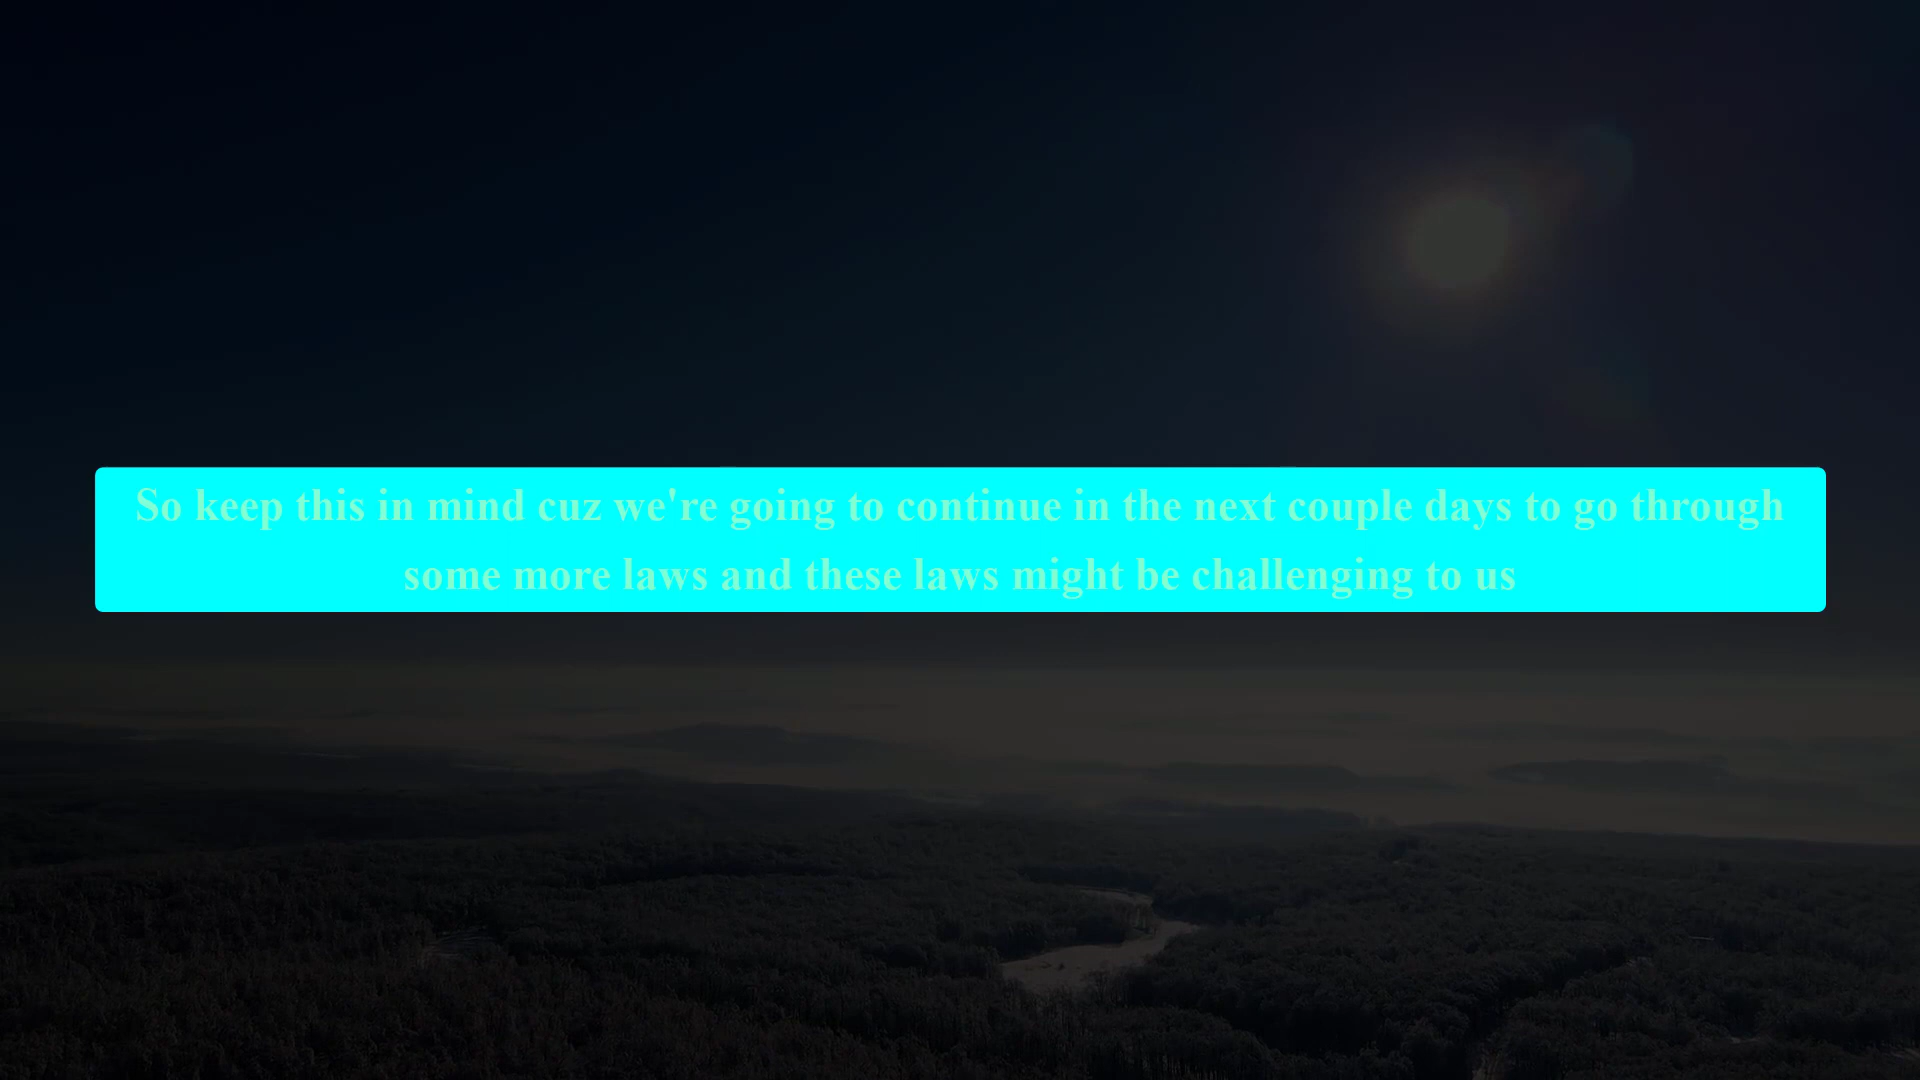 So keep this in mind cuz we're going to continue in the next couple days to go through
some more laws and these laws might be challenging to us